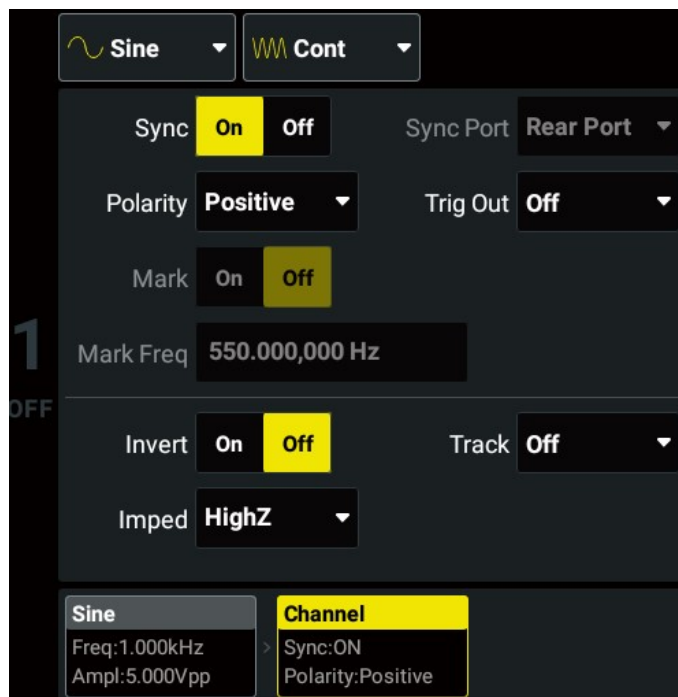 Sine Cont
Sync On Off Sync Port Rear Port
Polarity Positive Trig Out Off
Mark On Off
1
Mark Freq 550.000,000 Hz
OFF
Invert On Off Track Off
Imped HighZ
Sine Channel
Freq:1.000kHz > Sync:ON
Ampl:5.000Vpp Polarity:Positive